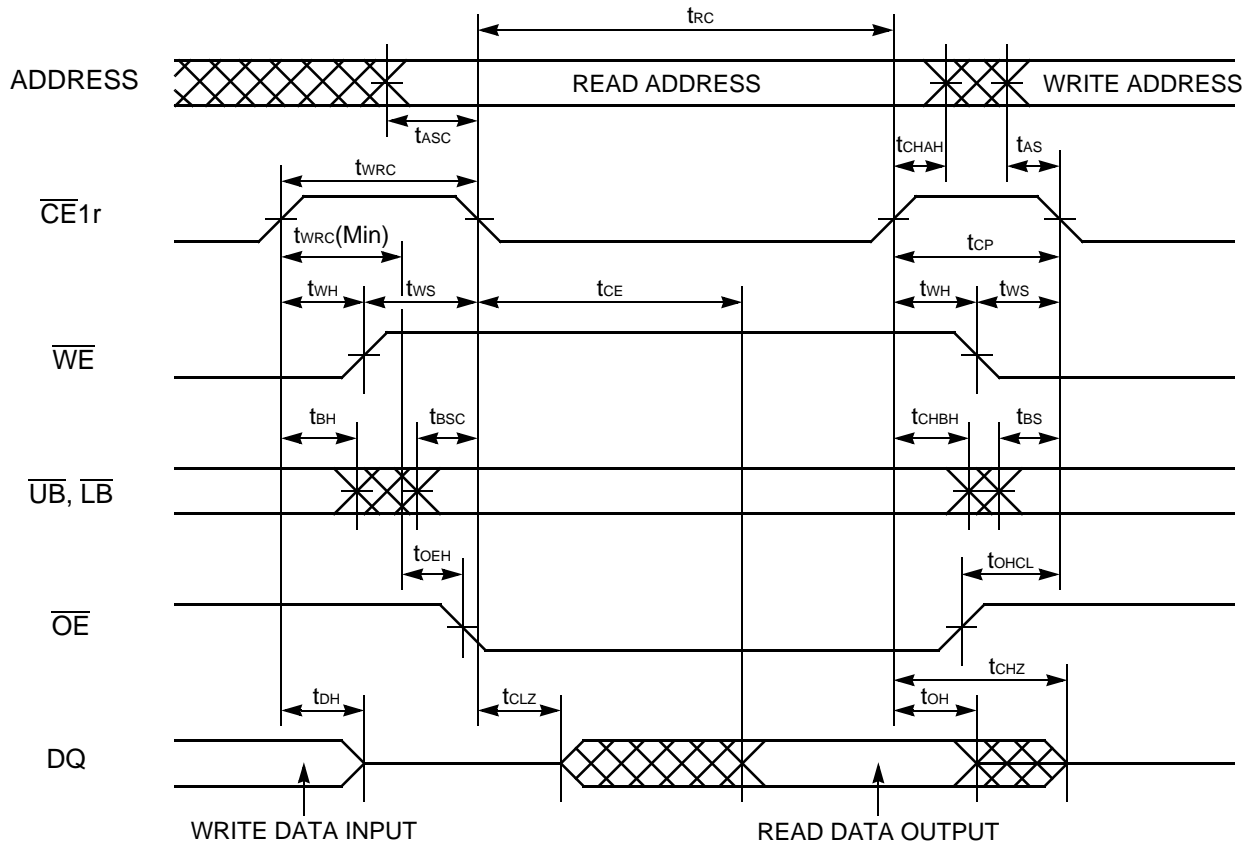 tRC
ADDRESS
READ ADDRESS
WRITE ADDRESS
tASC
tCHAH
tAS
tWRC
CE1r
tWRC(Min)
tCP
tWH
tWS
tCE
tWH
tWS
WE
tBH
tBSC
tCHBH
tBS
UB, LB
tOEH
tOHCL
OE
tCHZ
tDH
tCLZ
tOH
DQ
WRITE DATA INPUT
READ DATA OUTPUT